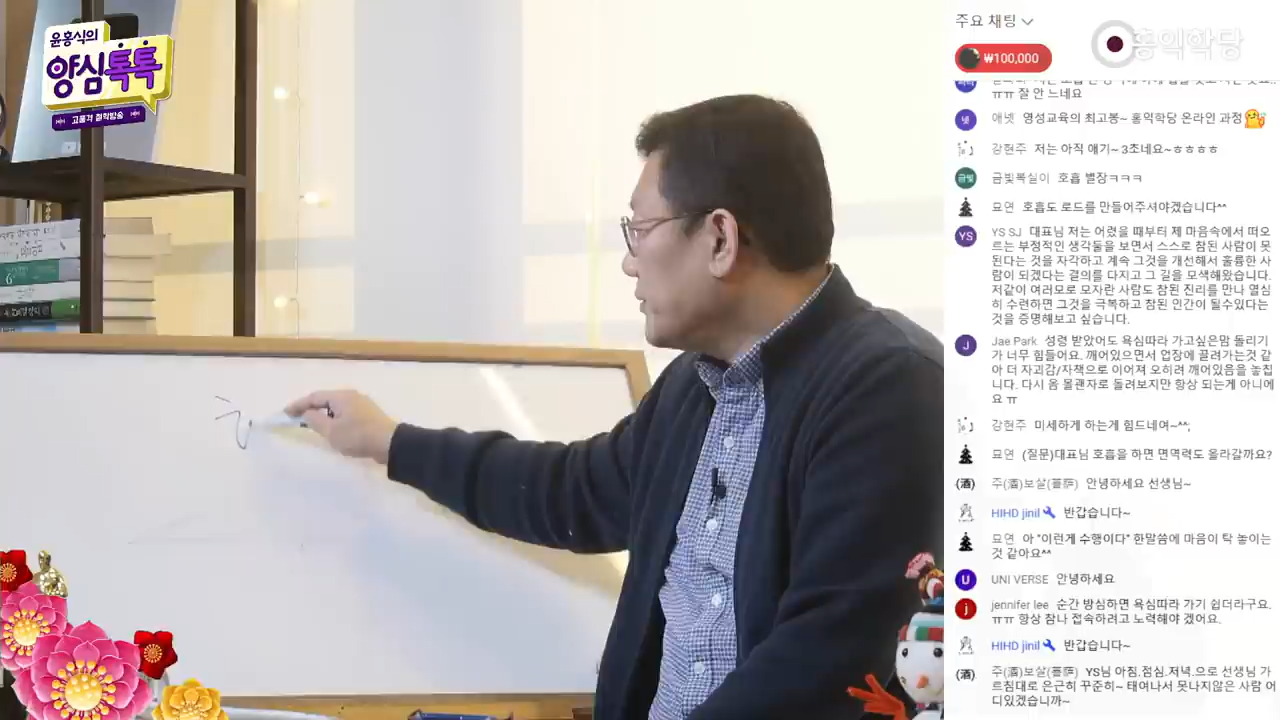 윤홍식의
양심톡톡
고품격 철학방송
주요 채팅
홍익학당
₩100,000
ㅠㅠ 잘 안 느네요
애넷 영성교육의 최고봉~ 홍익학당 온라인 과정
강현주 저는 아직 얘기~ 3초네요~ㅎㅎㅎㅎ
금빛복실이 호흡 별장ㅋㅋㅋ
묘연 호흡도 로드를 만들어주셔야겠습니다^^
YS SJ 대표님 저는 어렸을 때부터 제 마음속에서 떠오
르는 부정적인 생각둘을 보면서 스스로 참된 사람이 못
된다는 것을 자각하고 계속 그것을 개선해서 훌륭한 사
람이 되겠다는 결의를 다지고 그 길을 모색해왔습니다.
저같이 여러모로 모자란 사람도 참된 진리를 만나 열심
히 수련하면 그것을 극복하고 참된 인간이 될수있다는
것을 증명해보고 싶습니다.
Jae Park 성령 받았어도 욕심따라 가고싶은맘 돌리기
가 너무 힘들어요. 깨어있으면서 업장에 끌려가는것 같
아 더 자괴감/자책으로 이어져 오히려 깨어있음을 놓칩
니다. 다시 옴 몰괜자로 돌려보지만 항상 되는게 아니에
요 ㅠ
강현주 미세하게 하는게 힘드네여~^^;
묘연 (질문)대표님 호흡을 하면 면역력도 올라갈까요?
주(酒)보살(菩薩) 안녕하세요 선생님~
HIHD jinil 반갑습니다~
묘연 아 "이런게 수행이다" 한말씀에 마음이 탁 놓이는
것 같아요^^
UNI VERSE 안녕하세요
jennifer lee 순간 방심하면 욕심따라 가기 쉽더라구요.
ㅠㅠ 항상 참나 접속하려고 노력해야 겠어요.
HIHD jinil 반갑습니다~
주(酒)보살(菩薩) YS님 아침.점심.저녁.으로 선생님 가
르침대로 은근히 꾸준히~ 태여나서 못나지않은 사람 어
디있겠습니까~